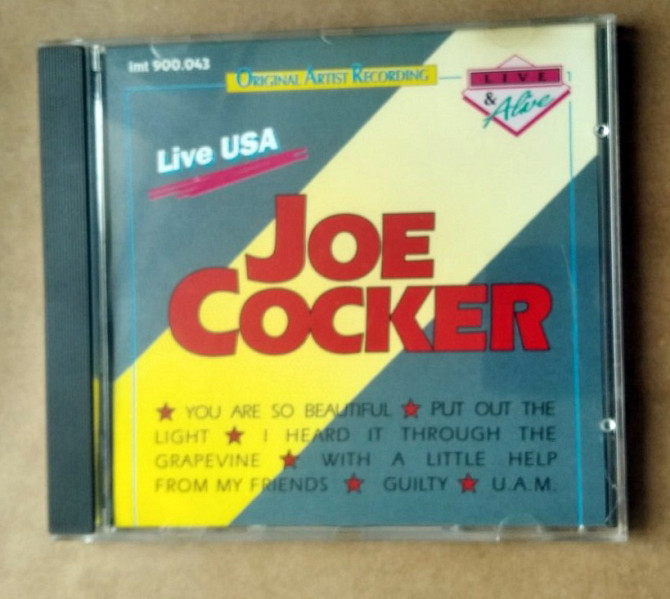 imt 900.043
ORIGINAL ARTIST RECORDING
LIVE
& Alive
Live USA
JOE
COCKER
★ YOU ARE SO BEAUTIFUL ★ PUT OUT THE
LIGHT ★ I HEARD IT THROUGH THE
GRAPEVINE ★ WITH A LITTLE HELP
FROM MY FRIENDS ★ GUILTY ★ U.A.M.